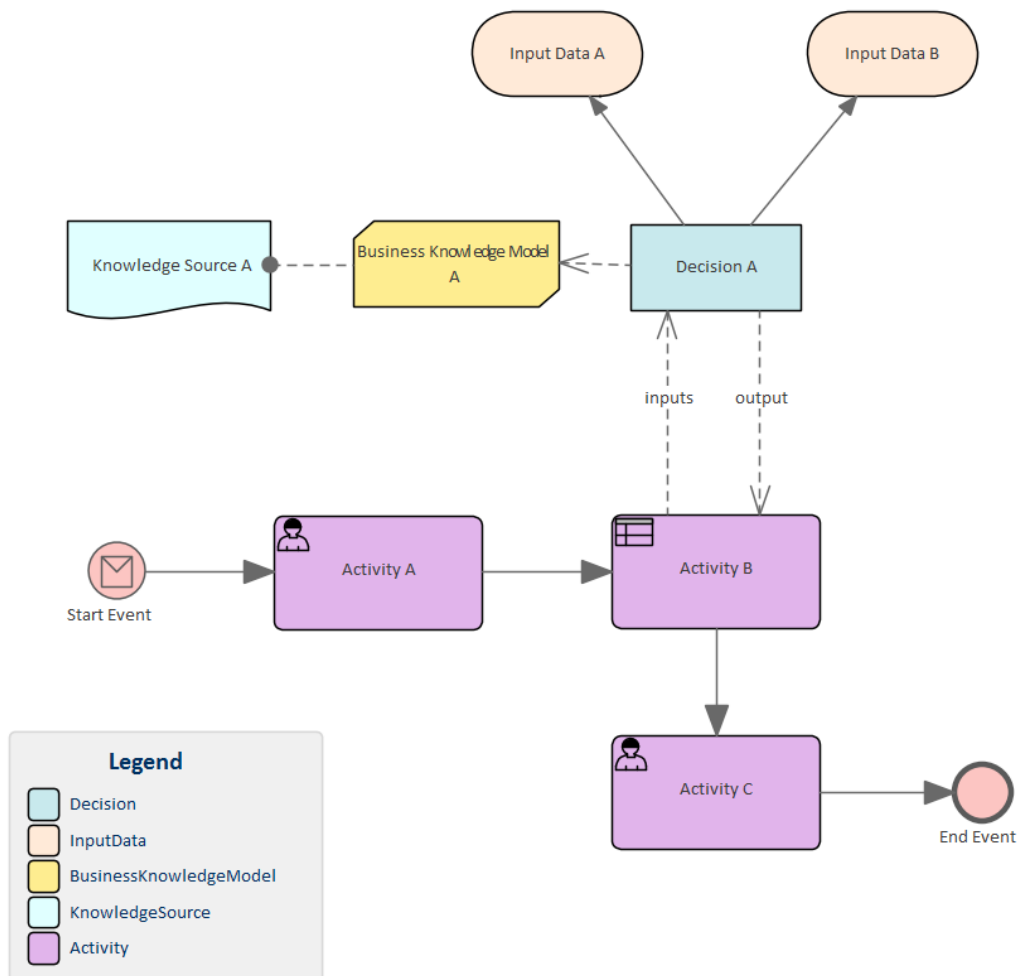 Input Data A
Input Data B
Knowledge Source A
Business Knowledge Model
A
Decision A
inputs
output
Activity A
Activity B
Start Event
Activity C
End Event
Legend
Decision
InputData
BusinessKnowledgeModel
KnowledgeSource
Activity